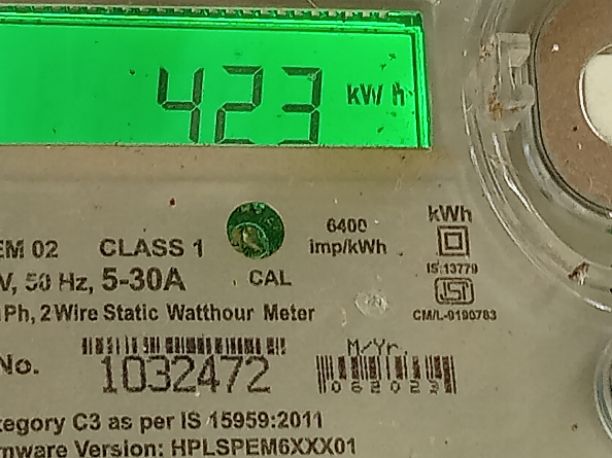 423 kWh
6400
imp/kWh
kWh
EM 02 CLASS 1
IS:13779
V, 50 Hz, 5-30A
CAL
Ph, 2 Wire Static Watthour Meter
CM/L-9190783
No.
1032472
M/Yr.
062023
tegory C3 as per IS 15959:2011
mware Version: HPLSPEM6XXX01